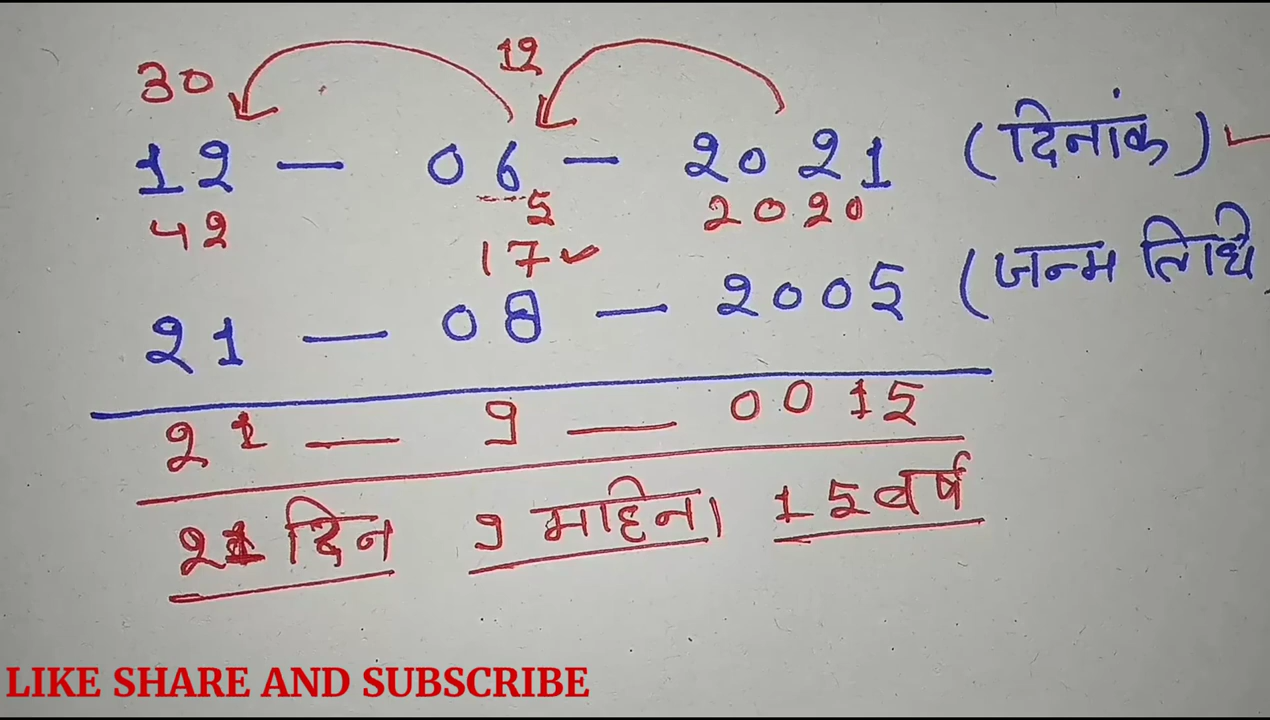 30 12
12 — 06 — 2021 (दिनांक)
5 2020
42 17
21 — 08 — 2005 (जन्म तिथि
21 — 9 — 0015
21 दिन 9 महिना 15 वर्ष
LIKE SHARE AND SUBSCRIBE